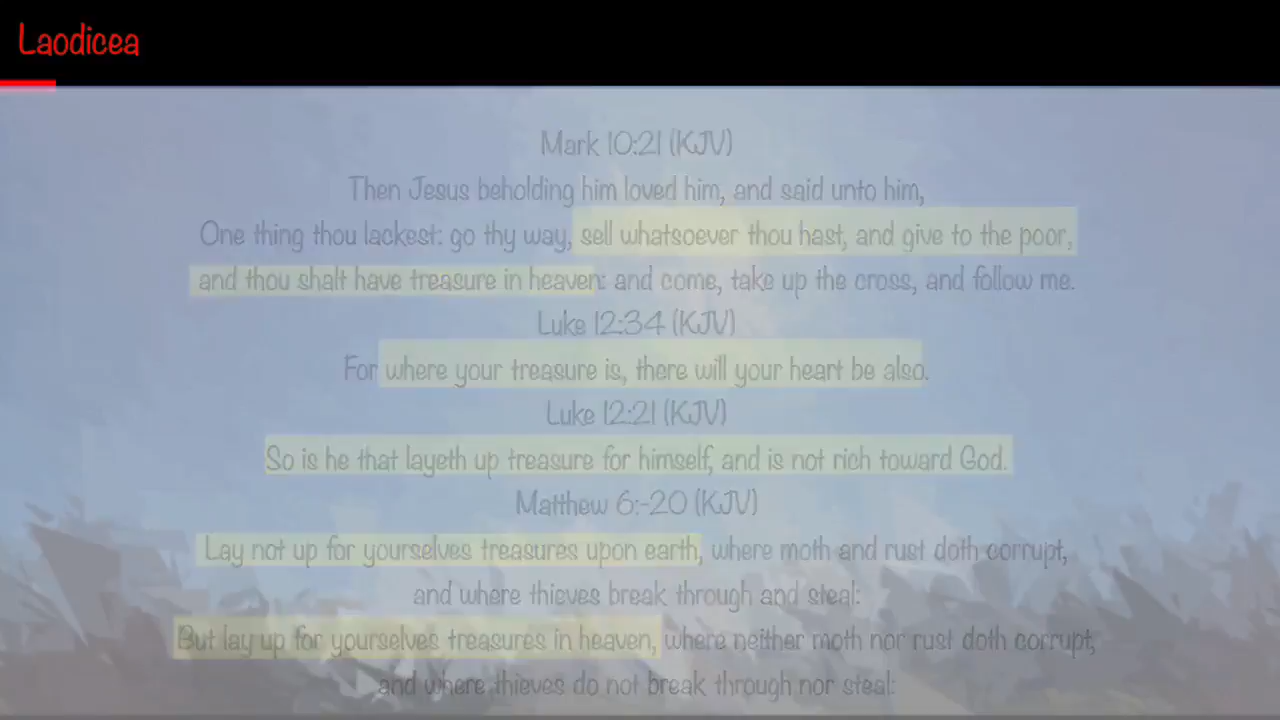 Laodicea
Mark 10:21 (KJV)
Then Jesus beholding him loved him, and said unto him,
One thing thou lackest: go thy way, sell whatsoever thou hast, and give to the poor,
and thou shalt have treasure in heaven: and come, take up the cross, and follow me.
Luke 12:34 (KJV)
For where your treasure is, there will your heart be also.
Luke 12:21 (KJV)
So is he that layeth up treasure for himself, and is not rich toward God.
Matthew 6:-20 (KJV)
Lay not up for yourselves treasures upon earth, where moth and rust doth corrupt,
and where thieves break through and steal:
But lay up for yourselves treasures in heaven, where neither moth nor rust doth corrupt,
and where thieves do not break through nor steal: